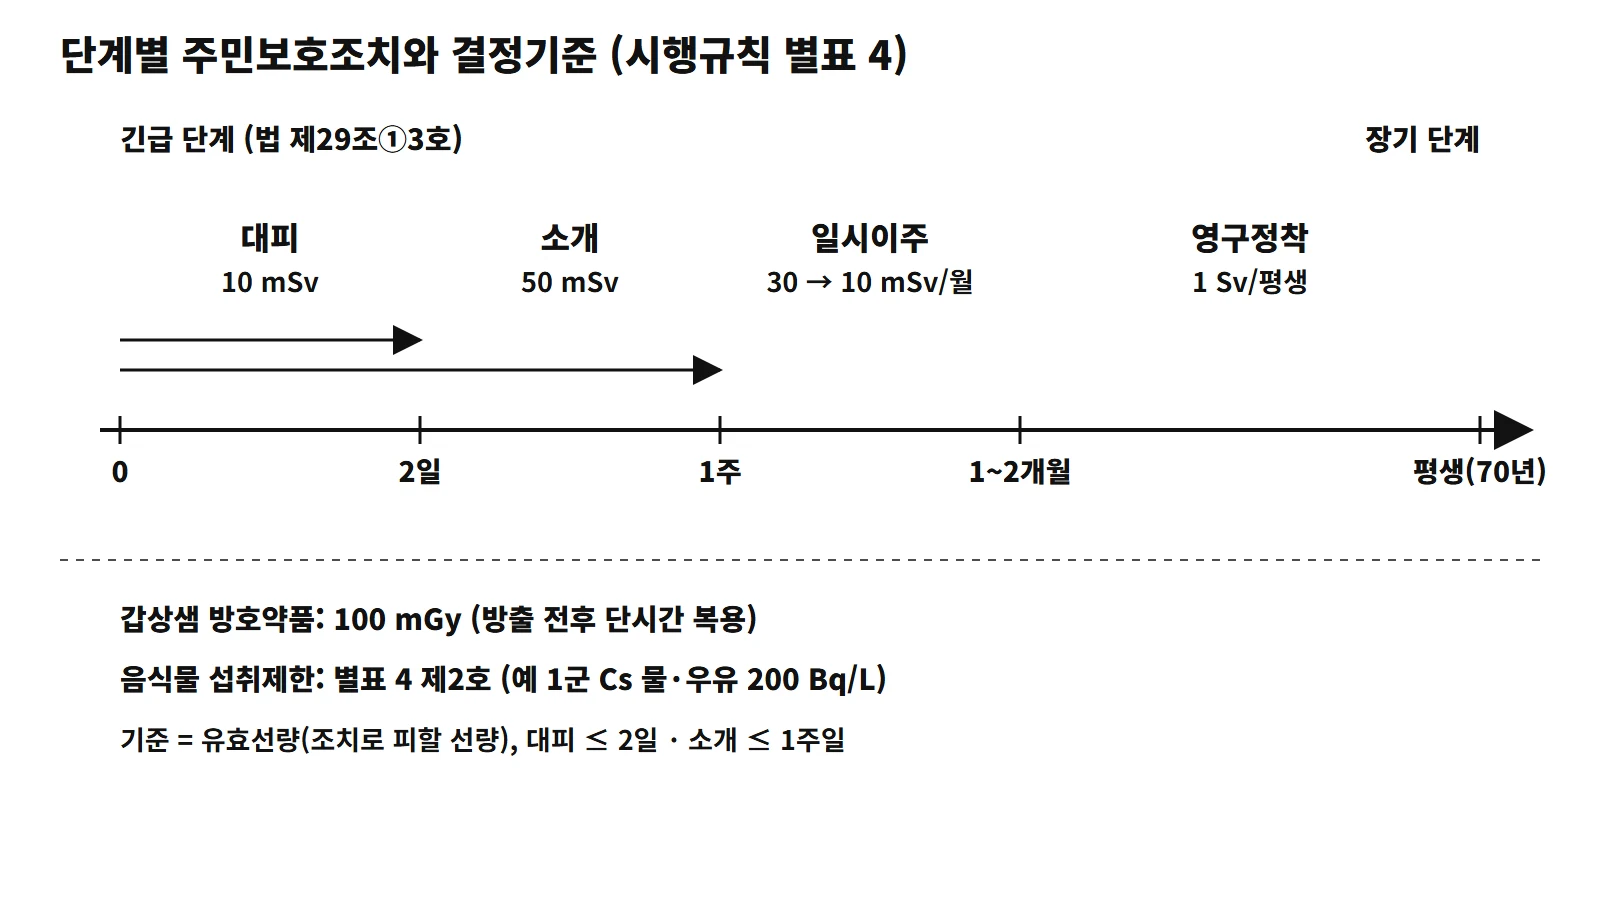 단계별 주민보호조치와 결정기준 (시행규칙 별표 4)
긴급 단계 (법 제29조①3호)
장기 단계
대피
10 mSv
소개
50 mSv
일시이주
30 → 10 mSv/월
영구정착
1 Sv/평생
0
2일
1주
1~2개월
평생(70년)
갑상샘 방호약품: 100 mGy (방출 전후 단시간 복용)
음식물 섭취제한: 별표 4 제2호 (예 1군 Cs 물·우유 200 Bq/L)
기준 = 유효선량(조치로 피할 선량), 대피 ≤ 2일 · 소개 ≤ 1주일